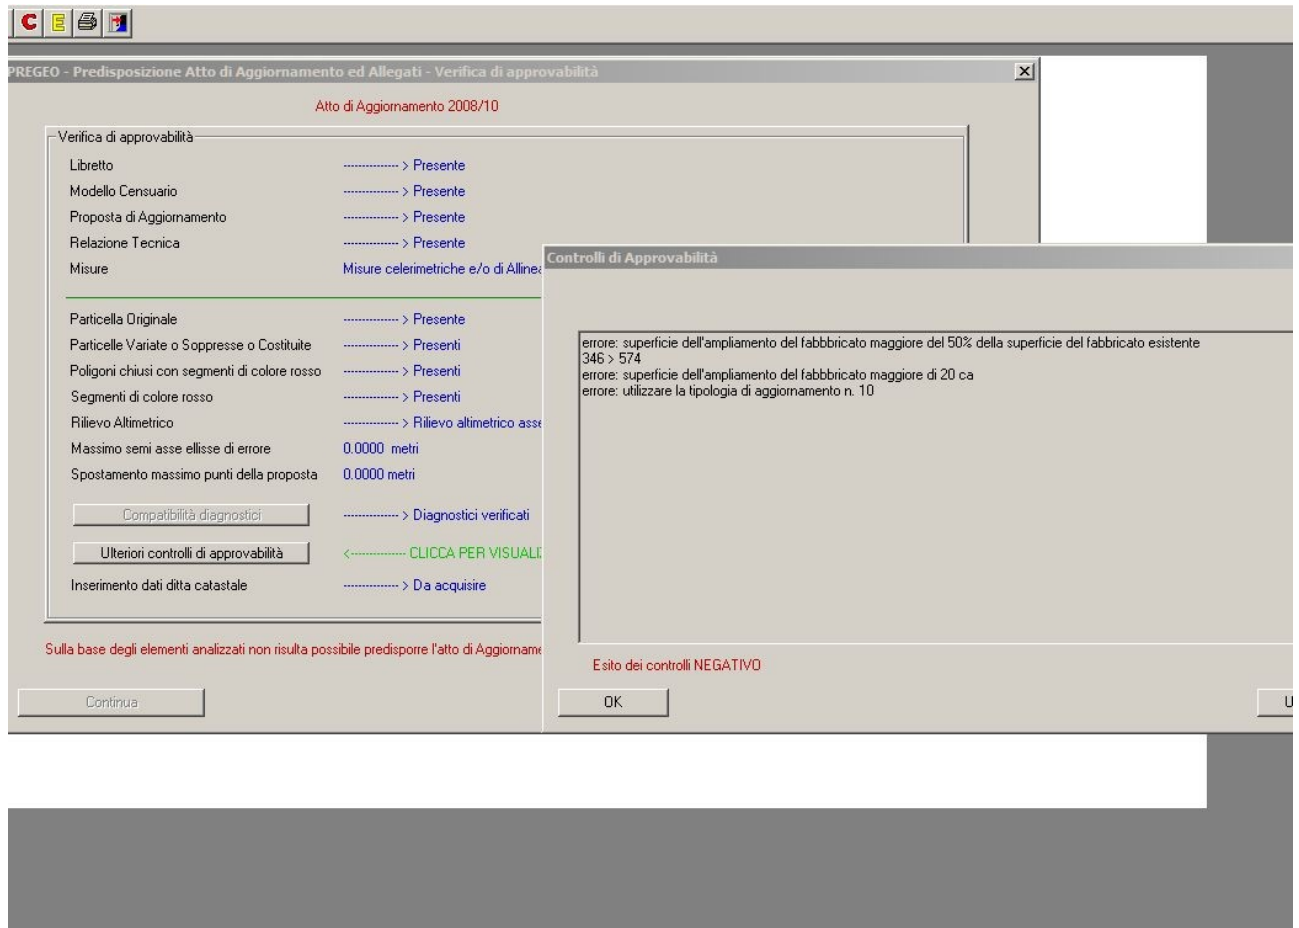 C E
PREGEO - Predisposizione Atto di Aggiornamento ed Allegati - Verifica di approvabilità
Atto di Aggiornamento 2008/10
Verifica di approvabilità
Libretto -------------- > Presente
Modello Censuario -------------- > Presente
Proposta di Aggiornamento -------------- > Presente
Relazione Tecnica -------------- > Presente
Misure Misure celerimetriche e/o di Alline
Particella Originale -------------- > Presente
Particelle Variate o Soppresse o Costituite -------------- > Presenti
Poligoni chiusi con segmenti di colore rosso -------------- > Presenti
Segmenti di colore rosso -------------- > Presenti
Rilievo Altimetrico -------------- > Rilievo altimetrico asse
Massimo semi asse ellisse di errore 0.0000 metri
Spostamento massimo punti della proposta 0.0000 metri
Compatibilità diagnostici -------------- > Diagnostici verificati
Ulteriori controlli di approvabilità <-------------- CLICCA PER VISUALI
Inserimento dati ditta catastale -------------- > Da acquisire
Sulla base degli elementi analizzati non risulta possibile predisporre l'atto di Aggiorname
Continua
Controlli di Approvabilità
errore: superficie dell'ampliamento del fabbbricato maggiore del 50% della superficie del fabbricato esistente
346 > 574
errore: superficie dell'ampliamento del fabbbricato maggiore di 20 ca
errore: utilizzare la tipologia di aggiornamento n. 10
Esito dei controlli NEGATIVO
OK
U